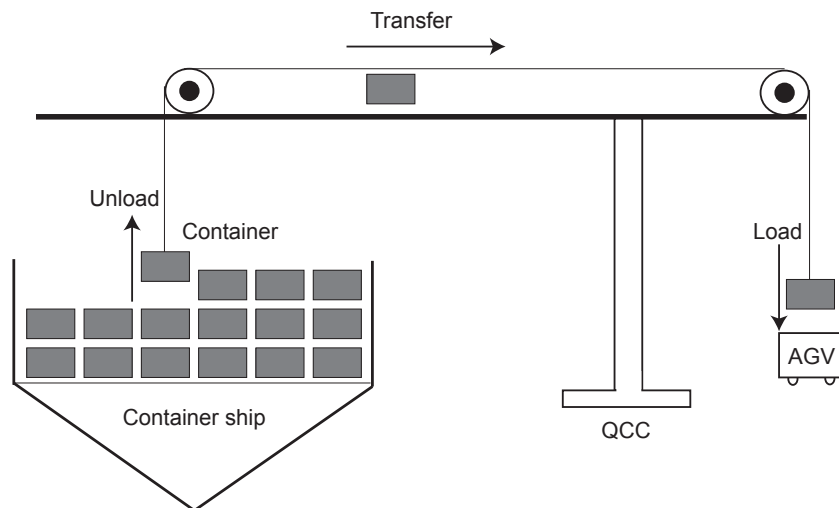 Transfer
Unload
Container
Load
AGV
Container ship
QCC